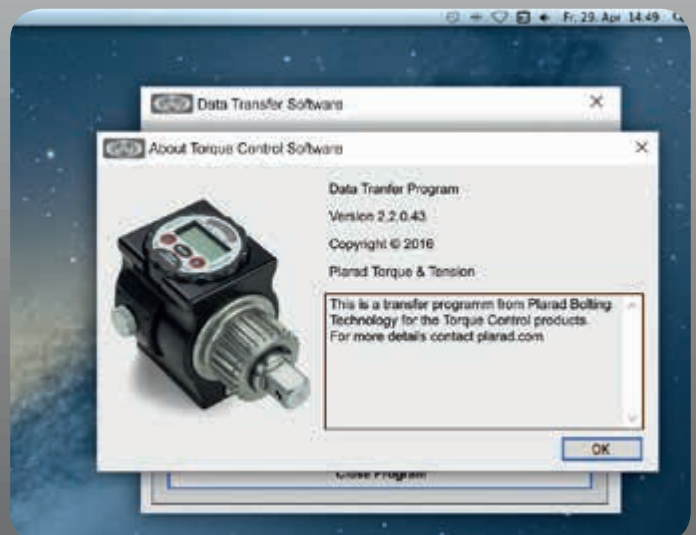 Fr. 29. Apr 14:49
Data Transfer Software
About Torque Control Software
Data Tranfer Program
Version 2.2.0.43
Copyright © 2016
Plarad Torque & Tension
This is a transfer programm from Plarad Bolting
Technology for the Torque Control products.
For more details contact plarad.com
OK
Close Program